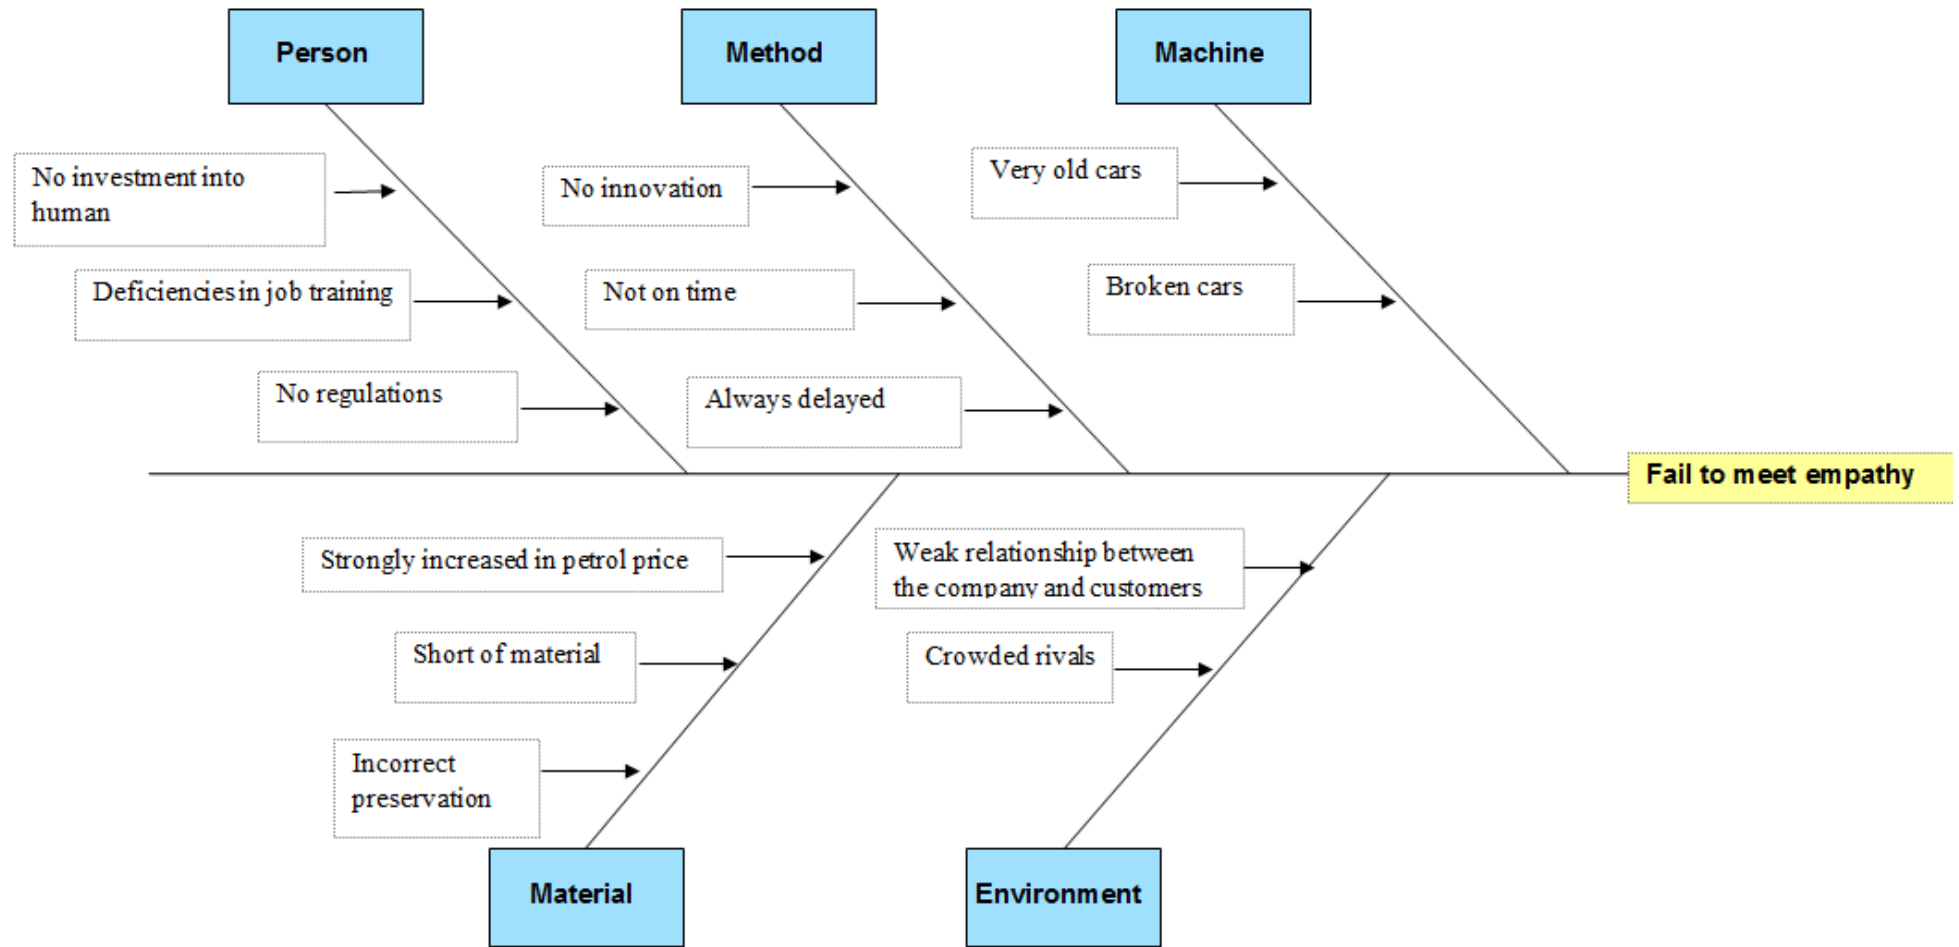 Person
Method
Machine
No investment into
human
Deficiencies in job training
No regulations
No innovation
Not on time
Always delayed
Very old cars
Broken cars
Fail to meet empathy
Strongly increased in petrol price
Short of material
Incorrect
preservation
Weak relationship between
the company and customers
Crowded rivals
Material
Environment